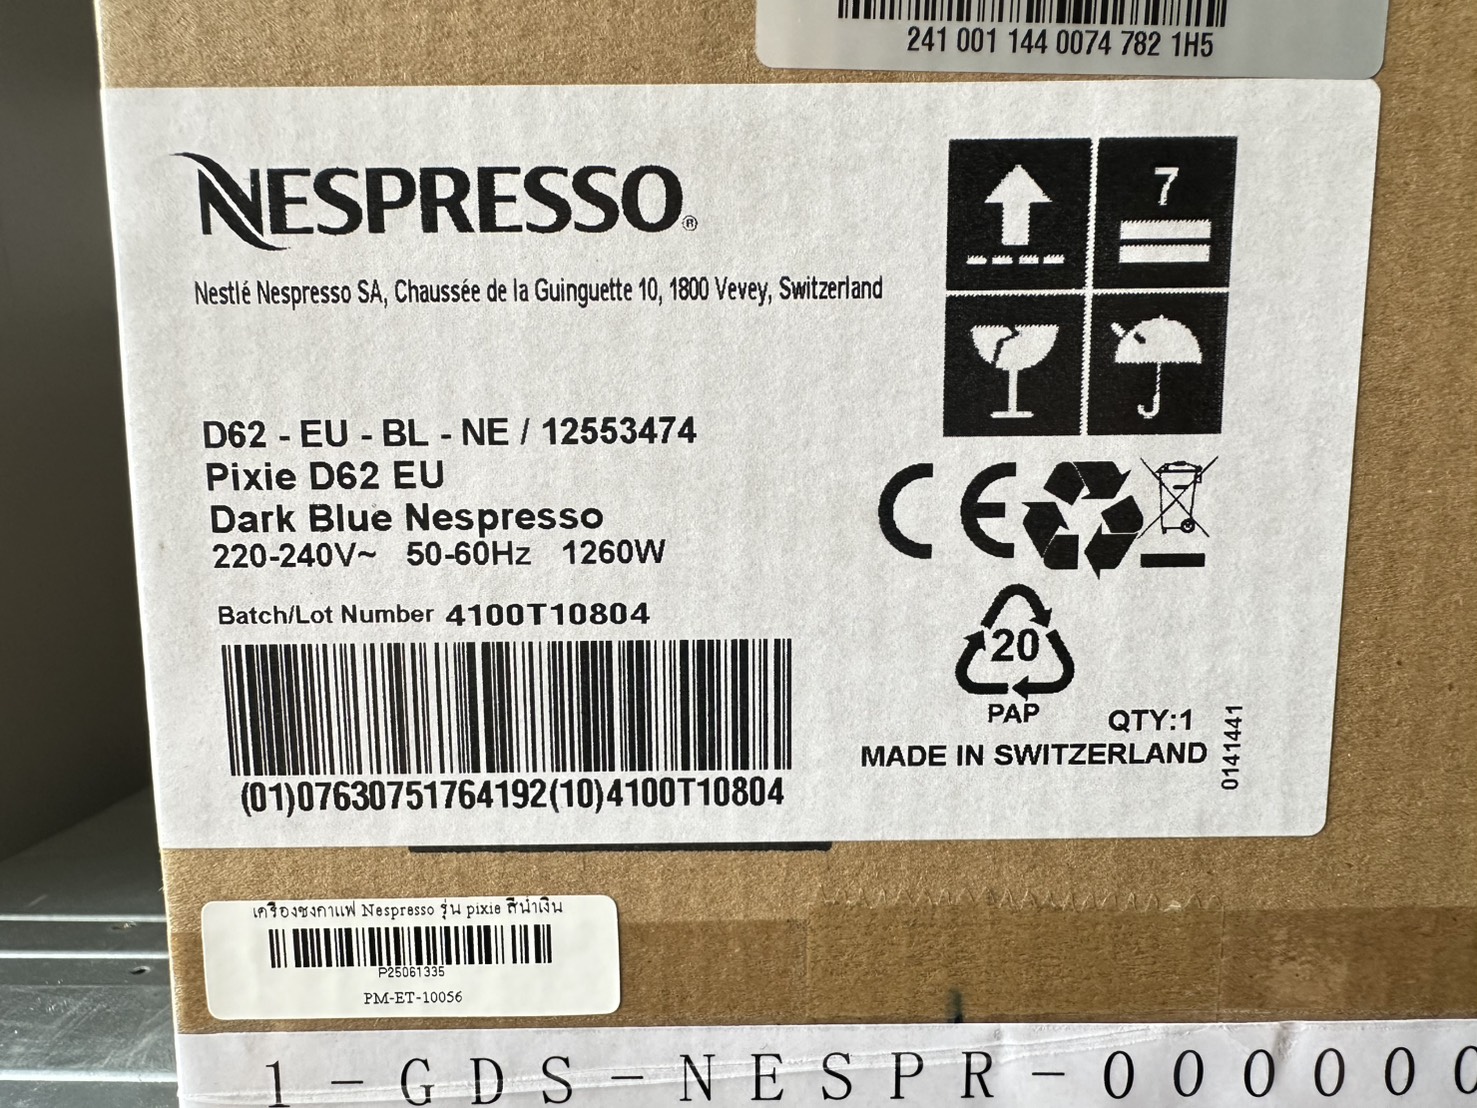 241 001 144 0074 782 1H5
NESPRESSO®
Nestlé Nespresso SA, Chaussée de la Guinguette 10, 1800 Vevey, Switzerland
7
D62 - EU - BL - NE / 12553474
Pixie D62 EU
Dark Blue Nespresso
220-240V~ 50-60Hz 1260W
Batch/Lot Number 4100T10804
(01)07630751764192(10)4100T10804
CE
20
PAP
QTY:1
MADE IN SWITZERLAND
0141441
เครื่องชงกาแฟ Nespresso รุ่น pixie สีน้ำเงิน
P25061335
PM-ET-10056
1-GDS-NESPR-000000